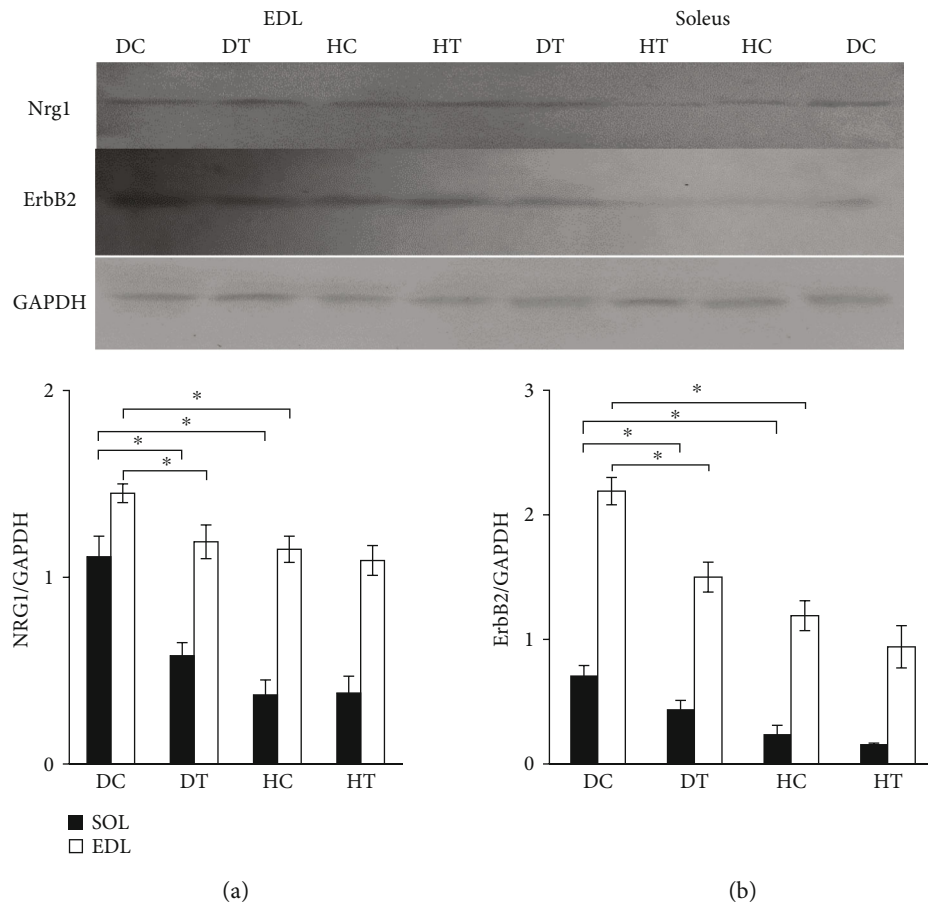 EDL Soleus
DC DT HC HT DT HT HC DC
Nrg1
ErbB2
GAPDH
NRG1/GAPDH
2
1
0
*
*
*
*
DC DT HC HT
SOL
EDL
(a)
ErbB2/GAPDH
3
2
1
0
*
*
*
*
DC DT HC HT
(b)